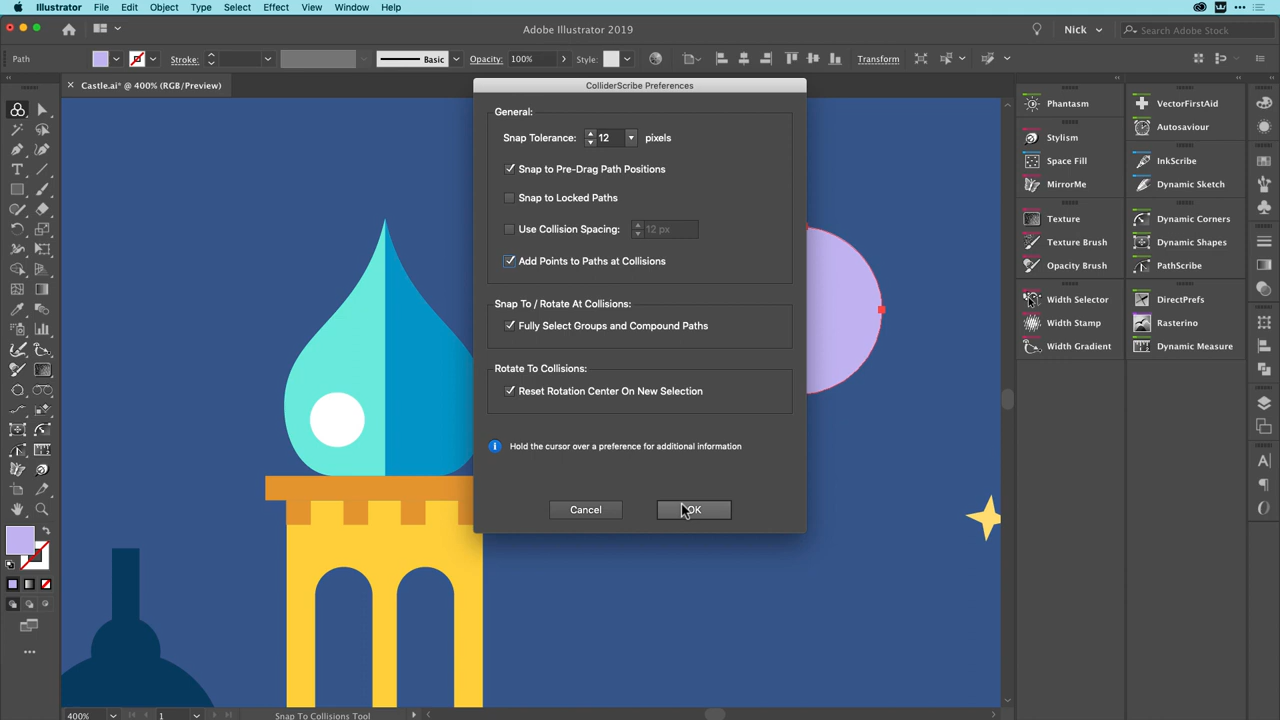 Illustrator File Edit Object Type Select Effect View Window Help
Adobe Illustrator 2019
Nick
Search Adobe Stock
Path
Stroke:
Basic
Opacity: 100%
Style:
Transform
Castle.ai* @ 400% (RGB/Preview)
ColliderScribe Preferences
General:
Snap Tolerance: 12 pixels
Snap to Pre-Drag Path Positions
Snap to Locked Paths
Use Collision Spacing: 12 px
Add Points to Paths at Collisions
Snap To / Rotate At Collisions:
Fully Select Groups and Compound Paths
Rotate To Collisions:
Reset Rotation Center On New Selection
Hold the cursor over a preference for additional information
Cancel
OK
Phantasm
Stylism
Space Fill
MirrorMe
Texture
Texture Brush
Opacity Brush
Width Selector
Width Stamp
Width Gradient
VectorFirstAid
Autosaviour
InkScribe
Dynamic Sketch
Dynamic Corners
Dynamic Shapes
PathScribe
DirectPrefs
Rasterino
Dynamic Measure
400%
1
Snap To Collisions Tool